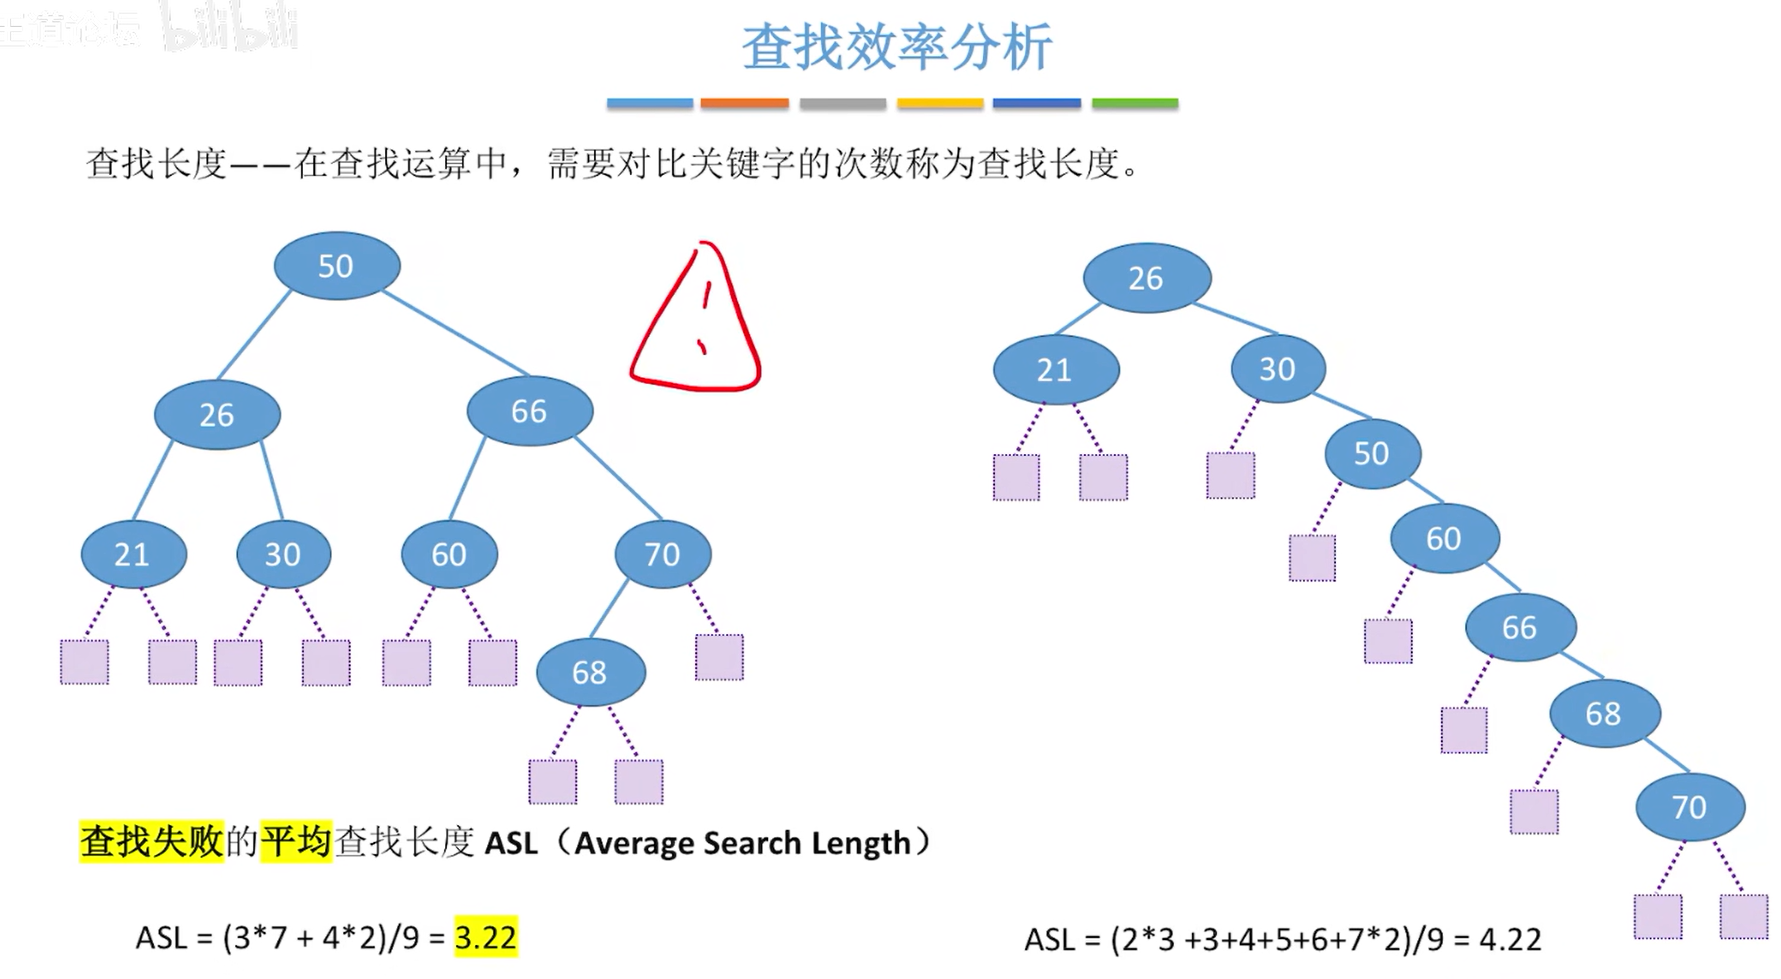 王道论坛 bilibili
查找效率分析
查找长度——在查找运算中，需要对比关键字的次数称为查找长度。
50
26 66
21 30 60 70
68
26
21 30
50
60
66
68
70
查找失败的平均查找长度 ASL（Average Search Length）
ASL = (3*7 + 4*2)/9 = 3.22
ASL = (2*3 +3+4+5+6+7*2)/9 = 4.22